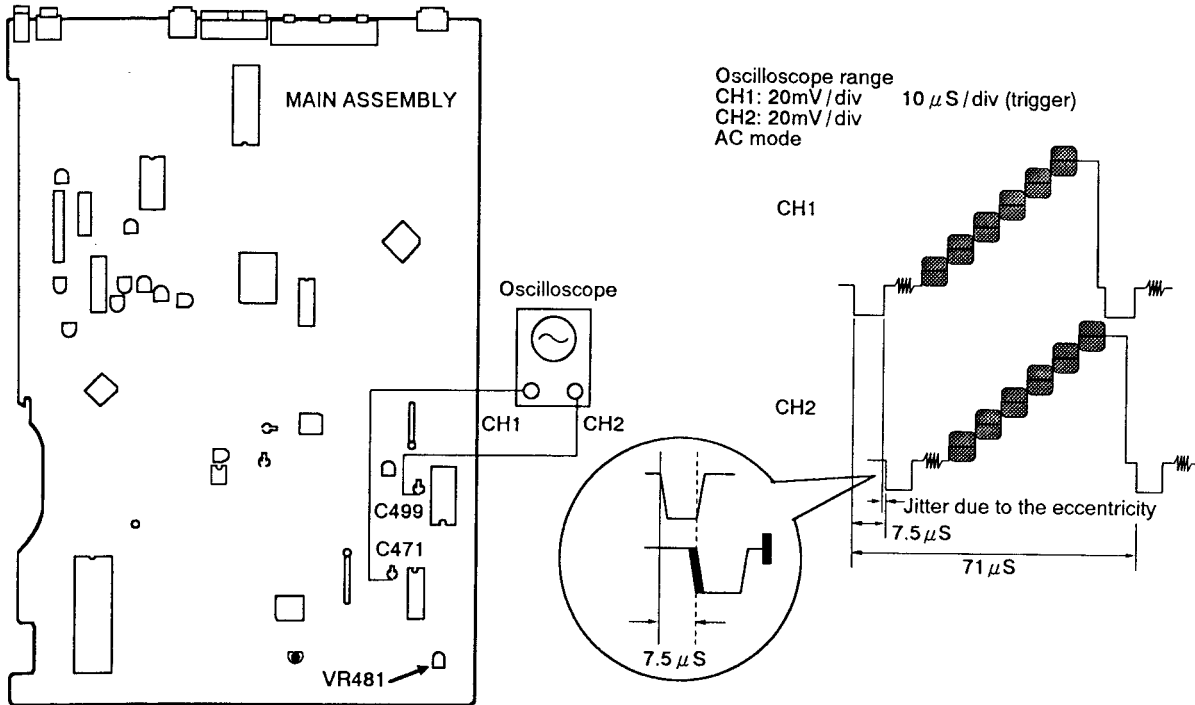 MAIN ASSEMBLY
Oscilloscope
CH1
CH2
C499
C471
VR481
Oscilloscope range
CH1: 20mV/div 10 μS/div (trigger)
CH2: 20mV/div
AC mode
CH1
CH2
Jitter due to the eccentricity
7.5 μS
71 μS
7.5 μS